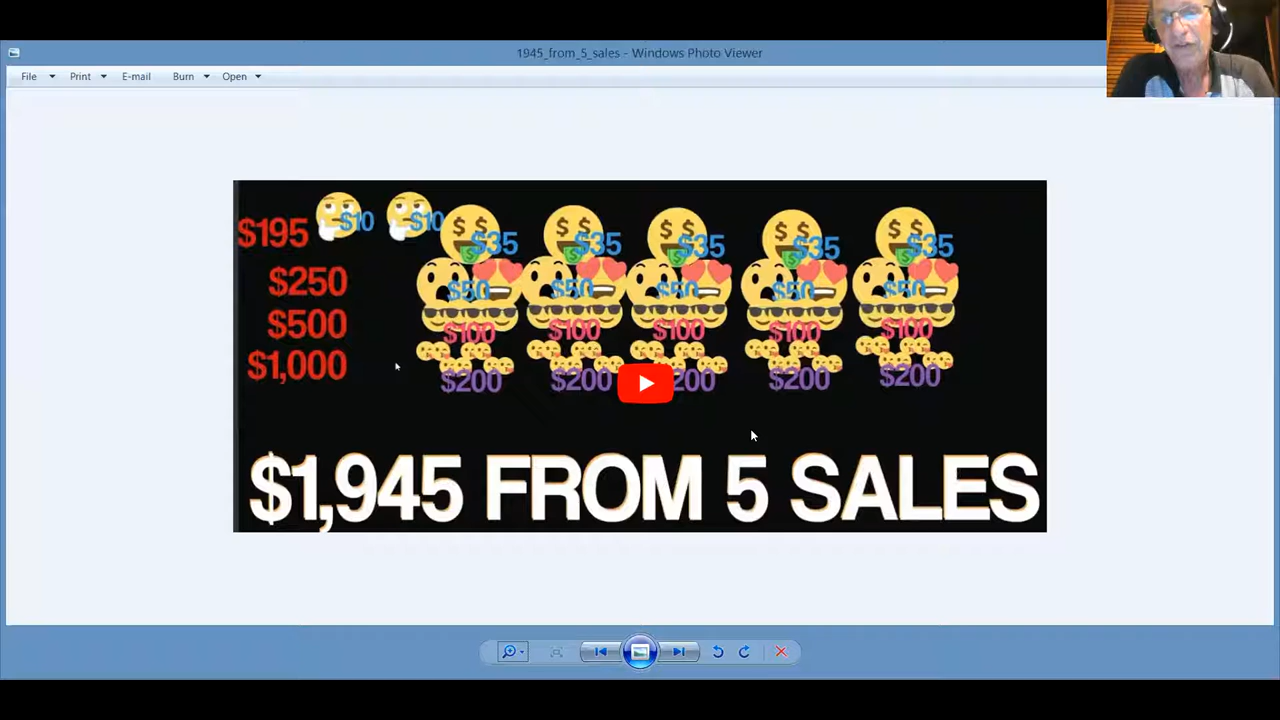 1945_from_5_sales - Windows Photo Viewer
File Print E-mail Burn Open
$195 $10 $10 $35 $35 $35 $35 $35
$250 $50 $50 $50 $50 $50
$500 $100 $100 $100 $100 $100
$1,000 $200 $200 $200 $200 $200
$1,945 FROM 5 SALES